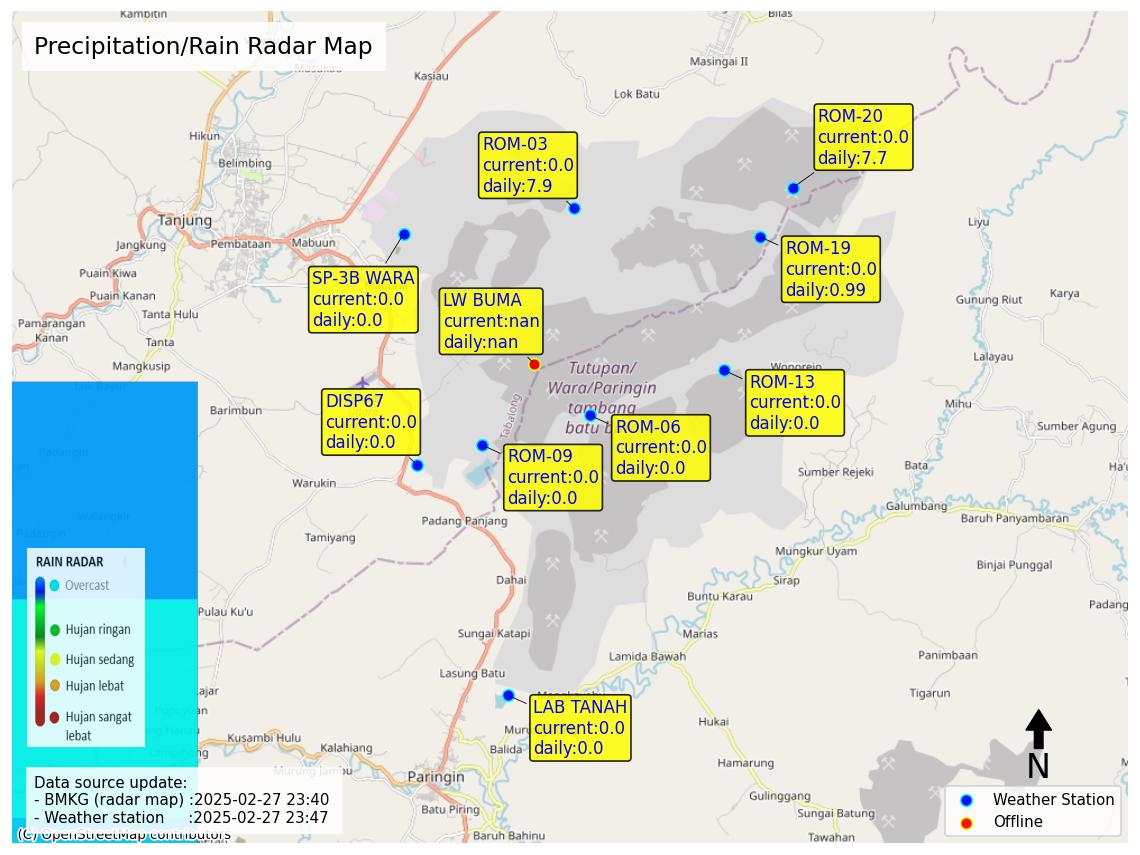 Precipitation/Rain Radar Map
Kambitin
Bilas
Masukau
Kasiau
Masingai II
Lok Batu
Hikun
Belimbing
ROM-03
current:0.0
daily:7.9
ROM-20
current:0.0
daily:7.7
Tanjung
Jangkung
Pembataan
Mabuun
Liyu
Puain Kiwa
Puain Kanan
Tanta Hulu
SP-3B WARA
current:0.0
daily:0.0
ROM-19
current:0.0
daily:0.99
LW BUMA
current:nan
daily:nan
Gunung Riut
Karya
Pamarangan
Kanan
Tanta
Mangkusip
Lalayau
Wonorejo
Tutupan/
Wara/Paringin
tambang
batu b
Tabalong
ROM-13
current:0.0
daily:0.0
Barimbun
DISP67
current:0.0
daily:0.0
ROM-06
current:0.0
daily:0.0
Mihu
Sumber Agung
ROM-09
current:0.0
daily:0.0
Padangin
Warukin
Sumber Rejeki
Bata
Galumbang
Baruh Panyambaran
Padang Panjang
Walangkir
Tamiyang
Mungkur Uyam
Binjai Punggal
RAIN RADAR
Overcast
Hujan ringan
Hujan sedang
Hujan lebat
Hujan sangat
lebat
Dahai
Sirap
Buntu Karau
Padang
Pulau Ku'u
Sungai Katapi
Marias
Lamida Bawah
Panimbaan
Lasung Batu
Tigarun
LAB TANAH
current:0.0
daily:0.0
Hukai
Kusambi Hulu
Kalahiang
Balida
Murung Jambu
Paringin
Hamarung
Gulinggang
Batu Piring
Sungai Batung
Baruh Bahinu
Tawahan
N
Weather Station
Offline
Data source update:
- BMKG (radar map) :2025-02-27 23:40
- Weather station :2025-02-27 23:47
(C) OpenStreetMap contributors